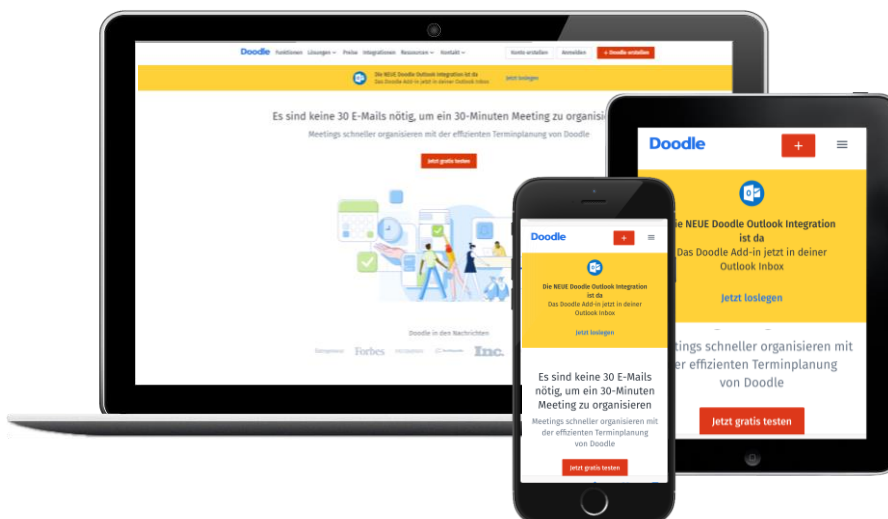 Doodle Funktionen Lösungen Preise Integrationen Ressourcen Kontakt Konto erstellen Anmelden + Doodle erstellen
Die NEUE Doodle Outlook Integration ist da
Das Doodle Add-in jetzt in deiner Outlook Inbox
Jetzt loslegen
Es sind keine 30 E-Mails nötig, um ein 30-Minuten Meeting zu organisi
Meetings schneller organisieren mit der effizienten Terminplanung von Doodle
Jetzt gratis testen
Doodle in den Nachrichten
Entrepreneur Forbes Inc.
Doodle +
Die NEUE Doodle Outlook Integration
ist da
Das Doodle Add-in jetzt in deiner
Outlook Inbox
Jetzt loslegen
Es sind keine 30 E-Mails
nötig, um ein 30-Minuten
Meeting zu organisieren
Meetings schneller organisieren mit
der effizienten Terminplanung
von Doodle
Jetzt gratis testen
Doodle +
ie NEUE Doodle Outlook Integration
ist da
Das Doodle Add-in jetzt in deiner
Outlook Inbox
Jetzt loslegen
tings schneller organisieren mit
er effizienten Terminplanung
von Doodle
Jetzt gratis testen